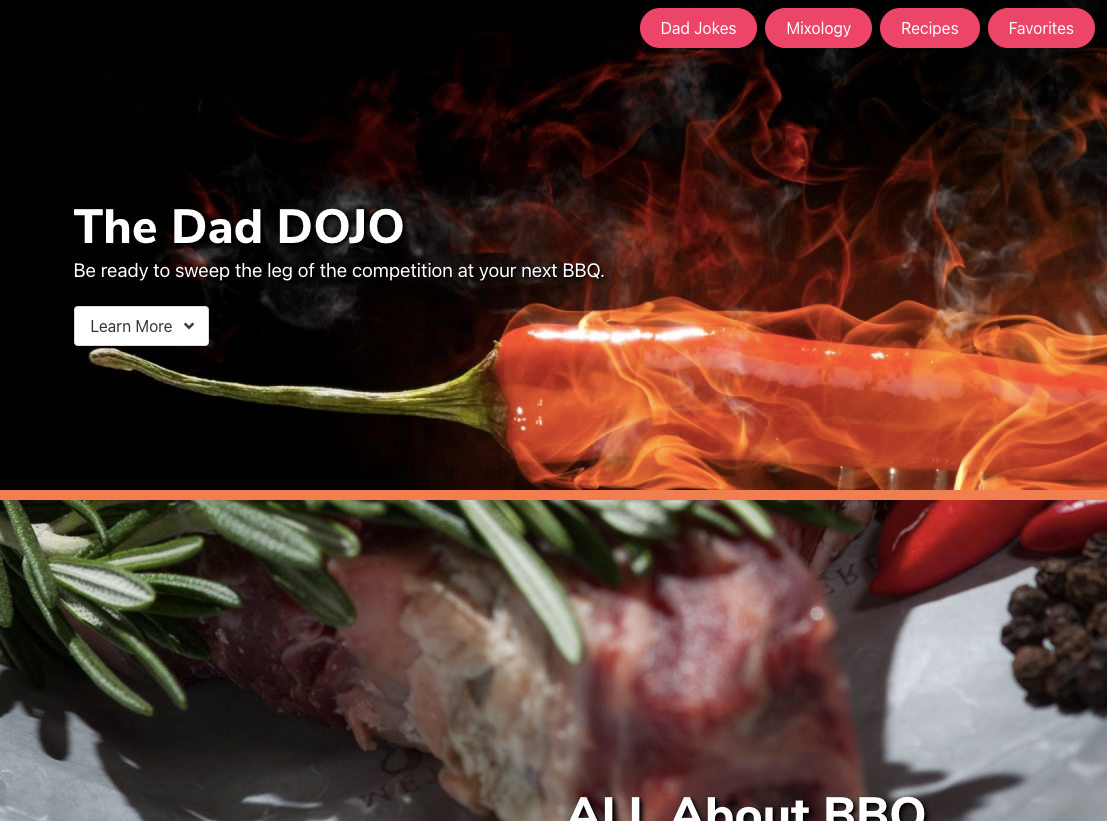 Dad Jokes Mixology Recipes Favorites
The Dad DOJO
Be ready to sweep the leg of the competition at your next BBQ.
Learn More
ALL About BBQ